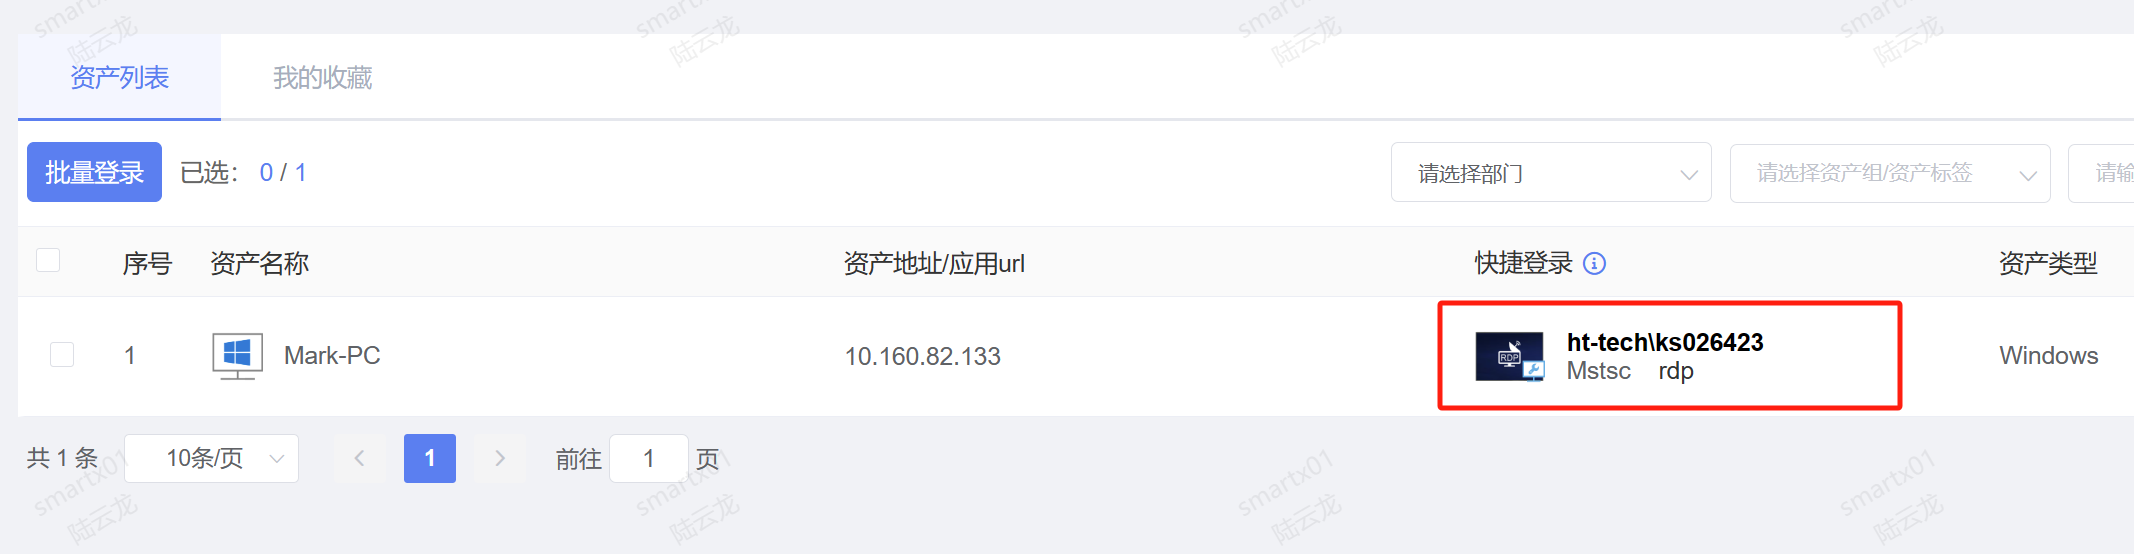 smartx01
陆云龙
smartx0
陆云龙
smartx01
陆云龙
smartx01
陆云龙
资产列表
我的收藏
批量登录
已选： 0 / 1
请选择部门
请选择资产组/资产标签
请输
序号
资产名称
资产地址/应用url
快捷登录
资产类型
1
Mark-PC
10.160.82.133
RDP
ht-tech\ks026423
Mstsc rdp
Windows
共 1 条
10条/页
1
前往 1 页
smartx01
陆云龙
smartx01
陆云龙
smartx01
陆云龙
smartx01
陆云龙